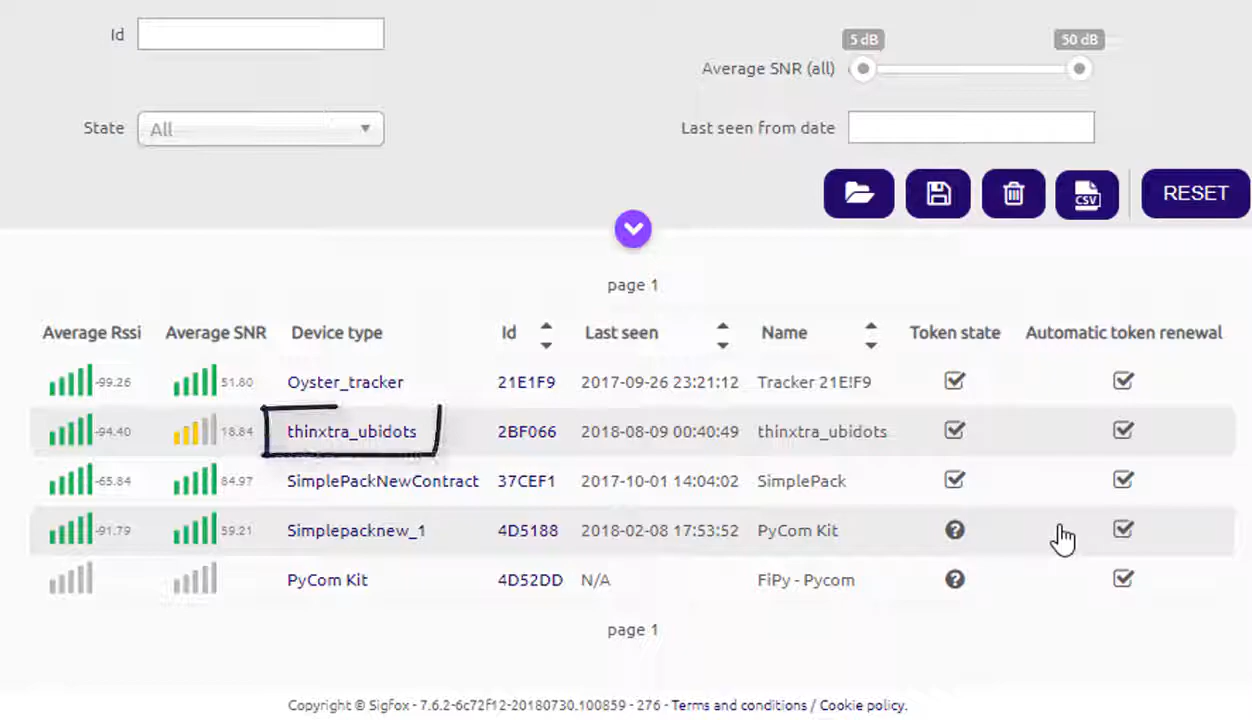 Id
5 dB 50 dB
Average SNR (all)
State All
Last seen from date
CSV
RESET
page 1
Average Rssi Average SNR Device type Id Last seen Name Token state Automatic token renewal
-99.26 51.80 Oyster_tracker 21E1F9 2017-09-26 23:21:12 Tracker 21E!F9
-94.40 18.84 thinxtra_ubidots 2BF066 2018-08-09 00:40:49 thinxtra_ubidots
-65.84 84.97 SimplePackNewContract 37CEF1 2017-10-01 14:04:02 SimplePack
-91.79 59.21 Simplepacknew_1 4D5188 2018-02-08 17:53:52 PyCom Kit ?
PyCom Kit 4D52DD N/A FiPy - Pycom ?
page 1
Copyright © Sigfox - 7.6.2-6c72f12-20180730.100859 - 276 - Terms and conditions / Cookie policy.